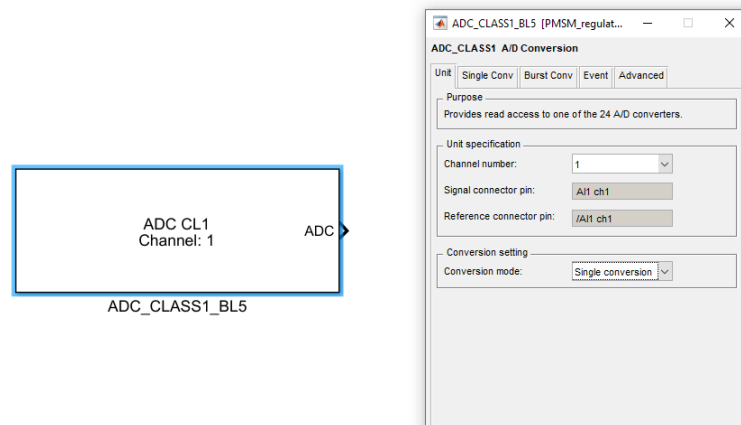 ADC CL1
Channel: 1
ADC
ADC_CLASS1_BL5
ADC_CLASS1_BL5 [PMSM_regulat...
ADC_CLASS1 A/D Conversion
Unit Single Conv Burst Conv Event Advanced
Purpose
Provides read access to one of the 24 A/D converters.
Unit specification
Channel number: 1
Signal connector pin: AI1 ch1
Reference connector pin: /AI1 ch1
Conversion setting
Conversion mode: Single conversion